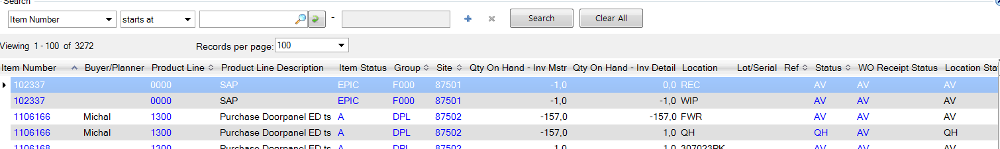 Search
Item Number starts at - Search Clear All
Viewing 1 - 100 of 3272 Records per page: 100
Item Number Buyer/Planner Product Line Product Line Description Item Status Group Site Qty On Hand - Inv Mstr Qty On Hand - Inv Detail Location Lot/Serial Ref Status WO Receipt Status Location Sta
102337 0000 SAP EPIC F000 87501 -1,0 0,0 REC AV AV AV
102337 0000 SAP EPIC F000 87501 -1,0 -1,0 WIP AV AV AV
1106166 Michal 1300 Purchase Doorpanel ED ts A DPL 87502 -157,0 -157,0 FWR AV AV AV
1106166 Michal 1300 Purchase Doorpanel ED ts A DPL 87502 -157,0 1,0 QH QH AV QH
1106168 1300 Purchase Doorpanel ED ts A DPL 87502 1,0 1,0 307023PK AV AV AV